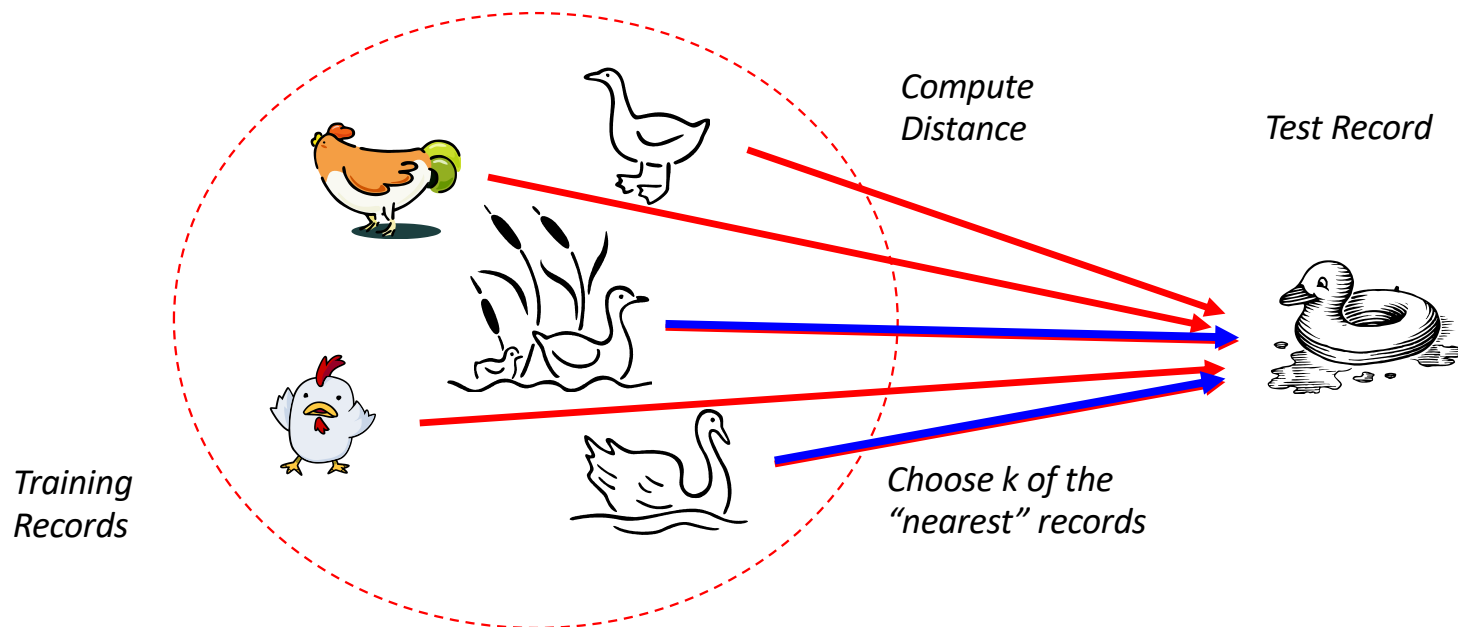 Compute
Distance
Test Record
Training
Records
Choose k of the
“nearest” records